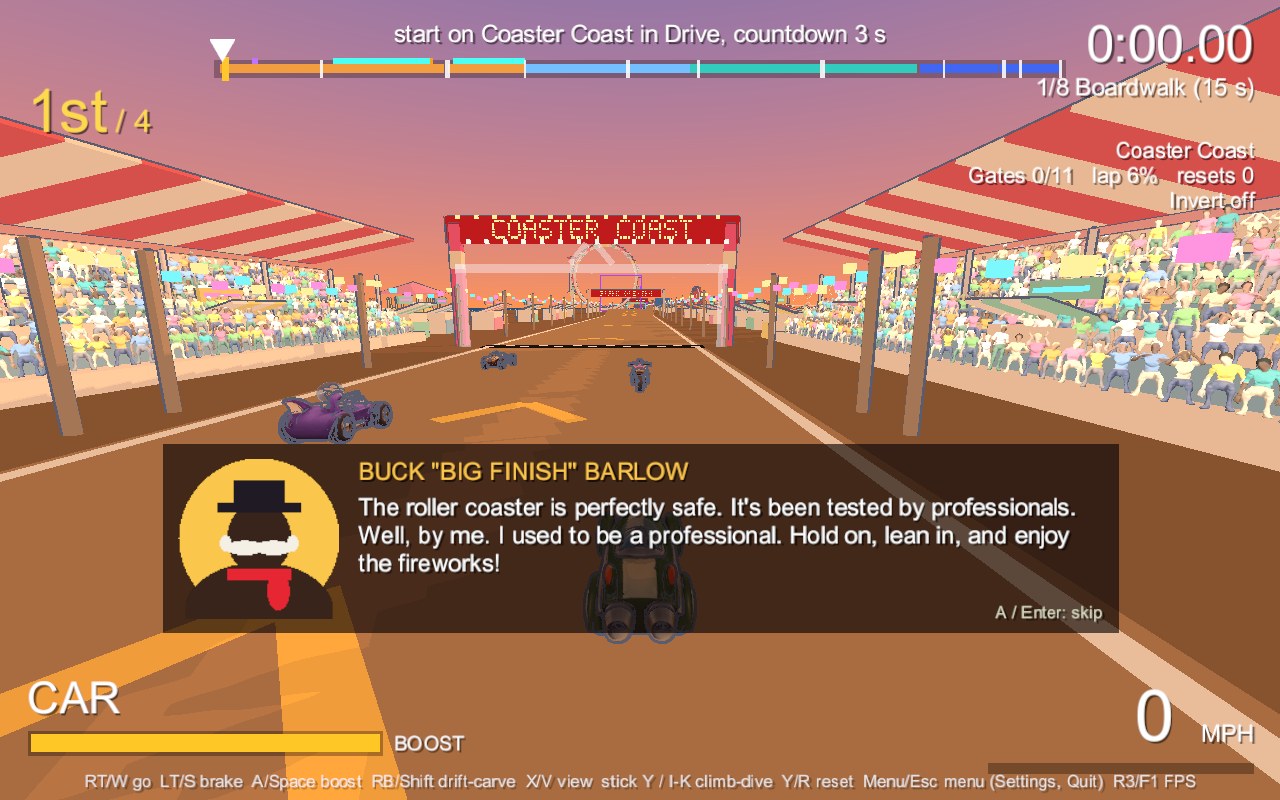 start on Coaster Coast in Drive, countdown 3 s
0:00.00
1/8 Boardwalk (15 s)
1st / 4
Coaster Coast
Gates 0/11 lap 6% resets 0
Invert off
COASTER COAST
BUCK "BIG FINISH" BARLOW
The roller coaster is perfectly safe. It's been tested by professionals.
Well, by me. I used to be a professional. Hold on, lean in, and enjoy
the fireworks!
A / Enter: skip
CAR
BOOST
0 MPH
RT/W go LT/S brake A/Space boost RB/Shift drift-carve X/V view stick Y / I-K climb-dive Y/R reset Menu/Esc menu (Settings, Quit) R3/F1 FPS